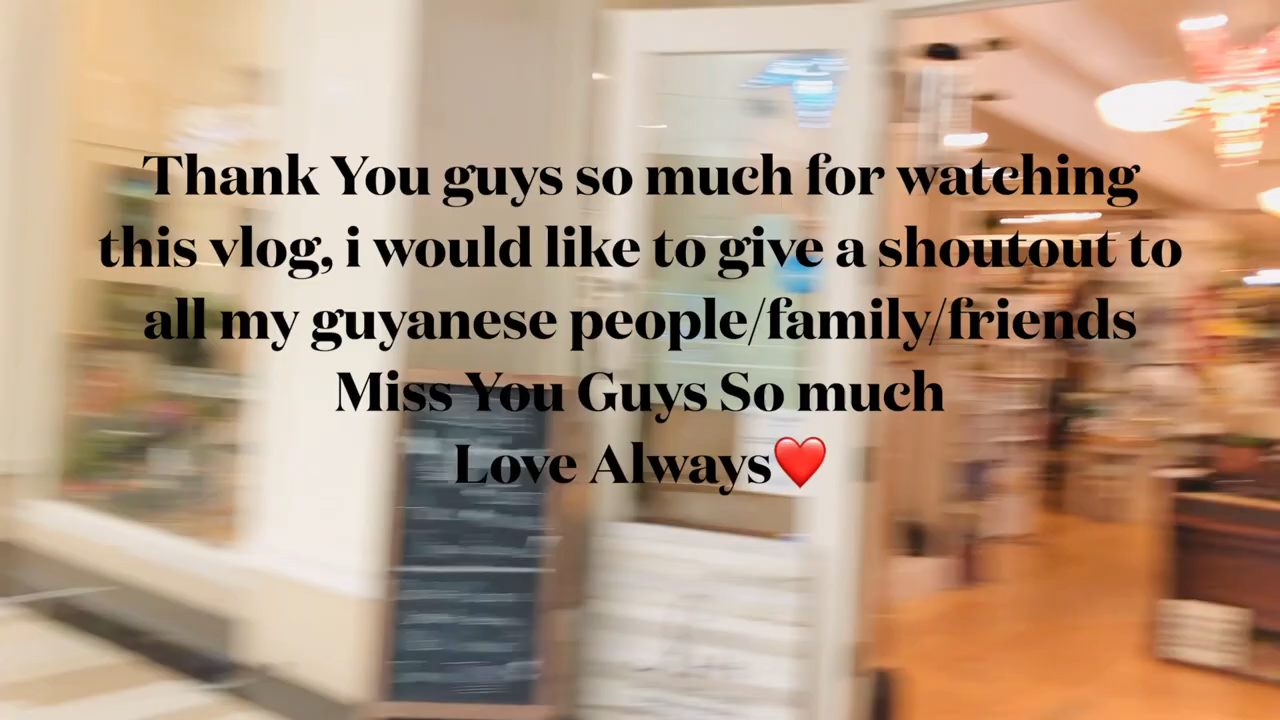 Thank You guys so much for watching
this vlog, i would like to give a shoutout to
all my guyanese people/family/friends
Miss You Guys So much
Love Always❤️